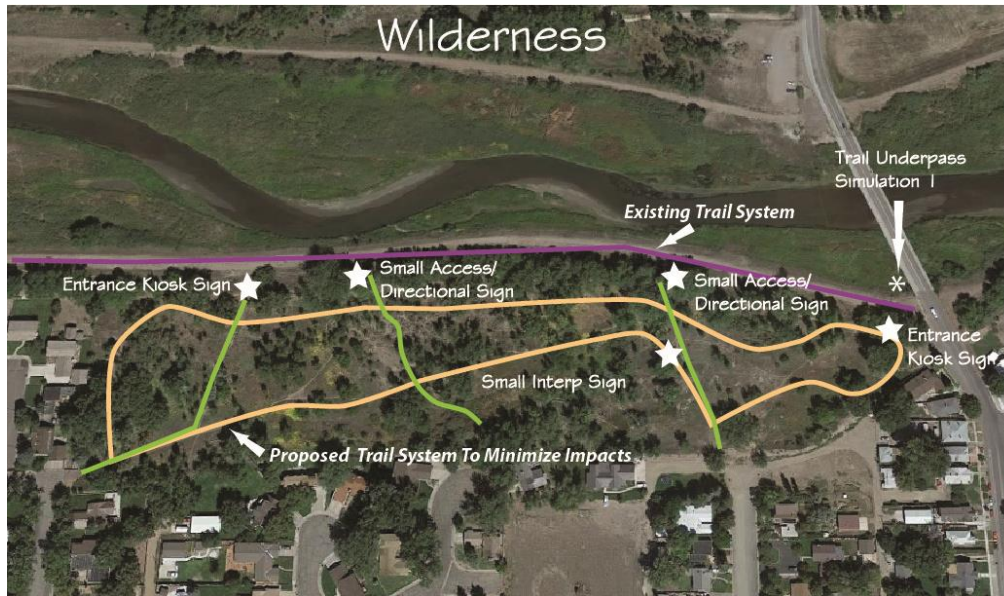 Wilderness
Trail Underpass
Simulation 1
Existing Trail System
Entrance Kiosk Sign
Small Access/
Directional Sign
Small Access/
Directional Sign
Entrance
Kiosk Sign
Small Interp Sign
Proposed Trail System To Minimize Impacts